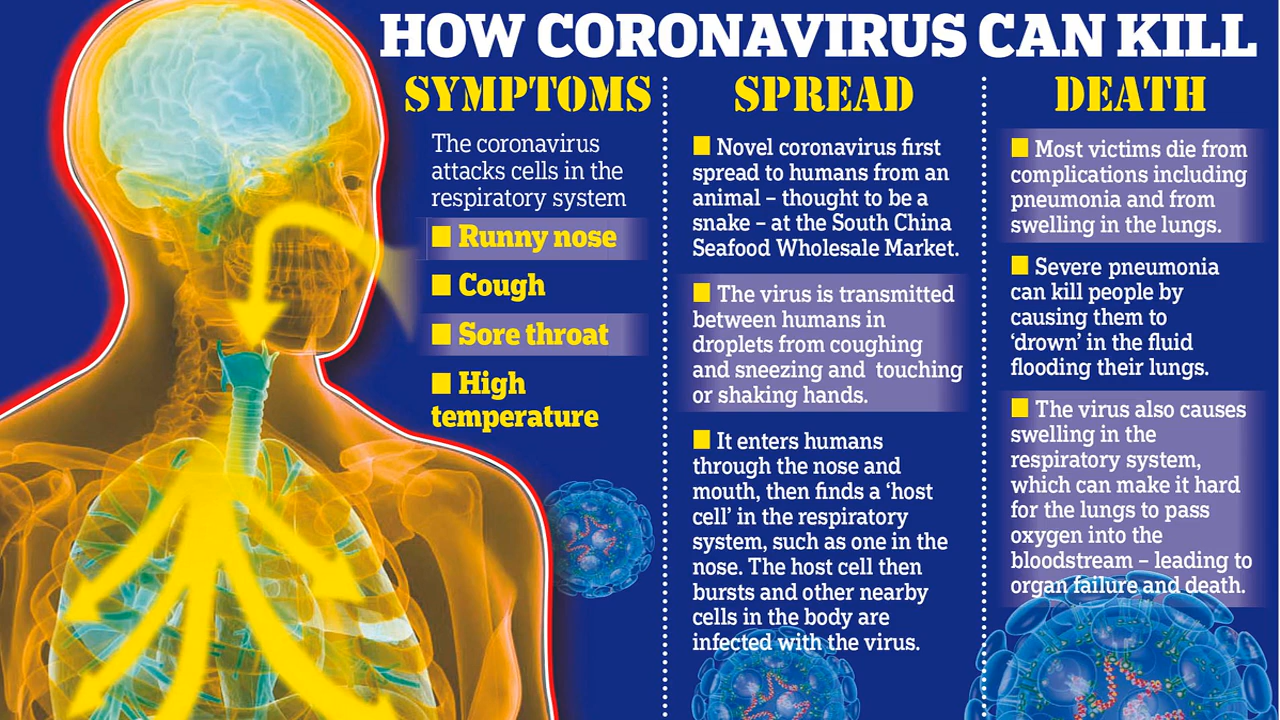 HOW CORONAVIRUS CAN KILL
SYMPTOMS
The coronavirus
attacks cells in the
respiratory system
Runny nose
Cough
Sore throat
High
temperature
SPREAD
Novel coronavirus first
spread to humans from an
animal – thought to be a
snake – at the South China
Seafood Wholesale Market.
The virus is transmitted
between humans in
droplets from coughing
and sneezing and touching
or shaking hands.
It enters humans
through the nose and
mouth, then finds a ‘host
cell’ in the respiratory
system, such as one in the
nose. The host cell then
bursts and other nearby
cells in the body are
infected with the virus.
DEATH
Most victims die from
complications including
pneumonia and from
swelling in the lungs.
Severe pneumonia
can kill people by
causing them to
‘drown’ in the fluid
flooding their lungs.
The virus also causes
swelling in the
respiratory system,
which can make it hard
for the lungs to pass
oxygen into the
bloodstream – leading to
organ failure and death.